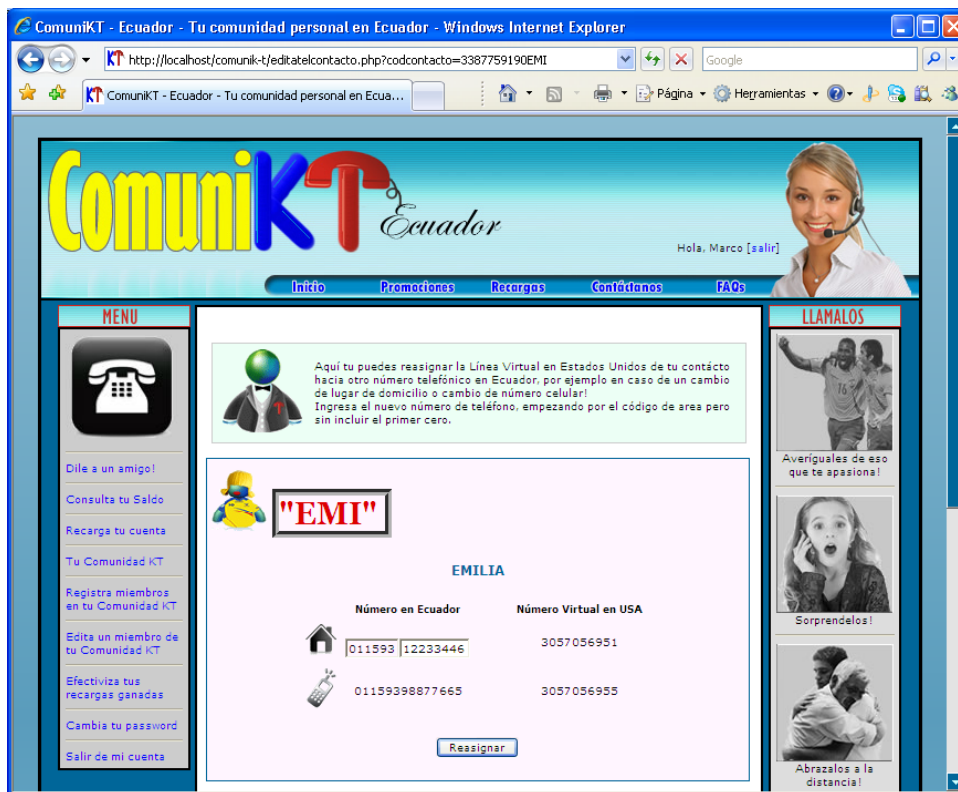 ComuniKT - Ecuador - Tu comunidad personal en Ecuador - Windows Internet Explorer
http://localhost/comunik-t/editatelcontacto.php?codcontacto=3387759190EMI
Google
ComuniKT - Ecuador - Tu comunidad personal en Ecua...
Página
Herramientas
ComuniKT
Ecuador
Hola, Marco [salir]
Inicio Promociones Recargas Contáctanos FAQs
MENU
Dile a un amigo!
Consulta tu Saldo
Recarga tu cuenta
Tu Comunidad KT
Registra miembros
en tu Comunidad KT
Edita un miembro de
tu Comunidad KT
Efectiviza tus
recargas ganadas
Cambia tu password
Salir de mi cuenta
Aquí tu puedes reasignar la Línea Virtual en Estados Unidos de tu contácto
hacia otro número telefónico en Ecuador, por ejemplo en caso de un cambio
de lugar de domicilio o cambio de número celular!
Ingresa el nuevo número de teléfono, empezando por el código de area pero
sin incluir el primer cero.
"EMI"
EMILIA
Número en Ecuador Número Virtual en USA
011593 12233446 3057056951
01159398877665 3057056955
Reasignar
LLAMALOS
16
Averíguales de eso
que te apasiona!
Sorprendelos!
Abrazalos a la
distancia!